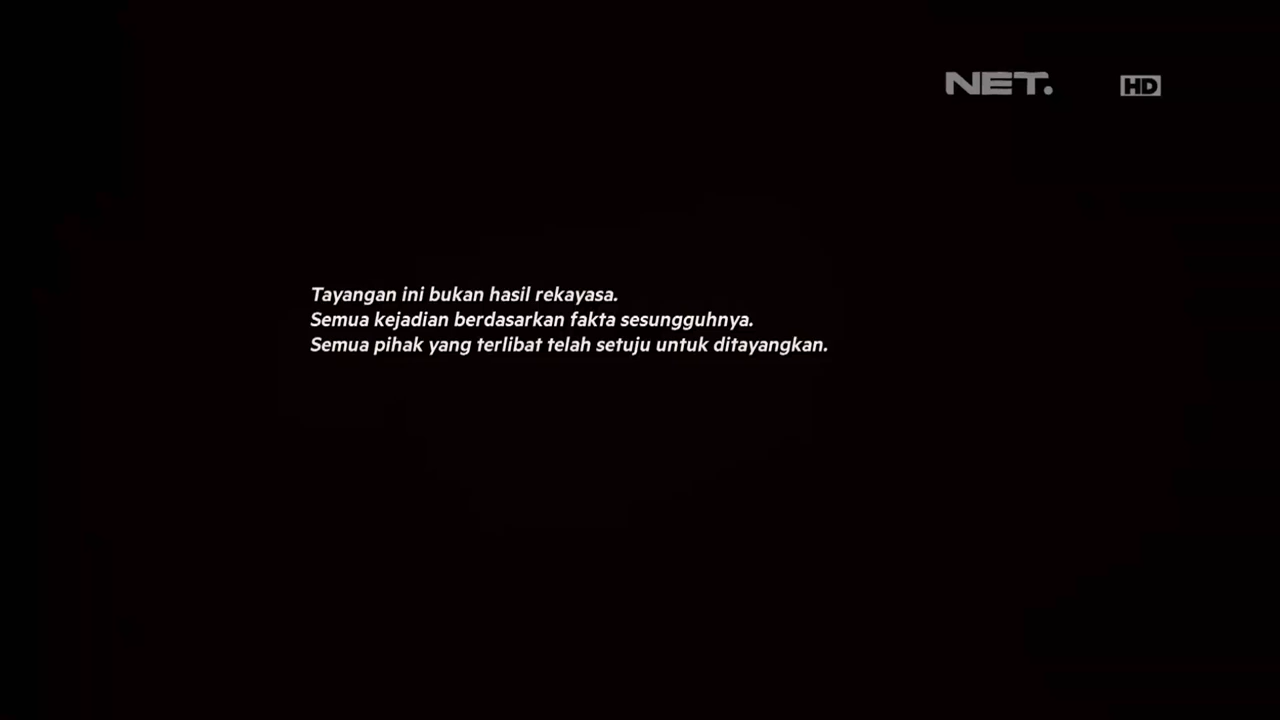 NET. HD
Tayangan ini bukan hasil rekayasa.
Semua kejadian berdasarkan fakta sesungguhnya.
Semua pihak yang terlibat telah setuju untuk ditayangkan.